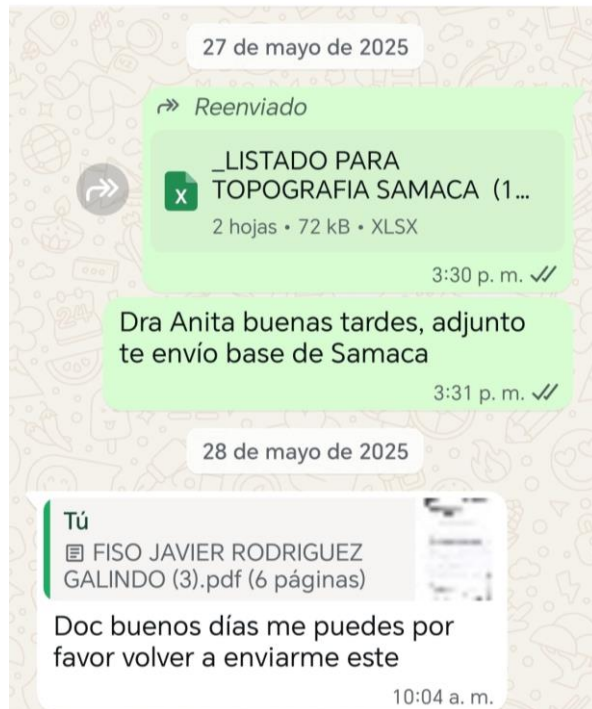 27 de mayo de 2025
Reenviado
_LISTADO PARA
TOPOGRAFIA SAMACA (1...
2 hojas • 72 kB • XLSX
3:30 p. m.
Dra Anita buenas tardes, adjunto
te envío base de Samaca
3:31 p. m.
28 de mayo de 2025
Tú
FISO JAVIER RODRIGUEZ
GALINDO (3).pdf (6 páginas)
Doc buenos días me puedes por
favor volver a enviarme este
10:04 a. m.